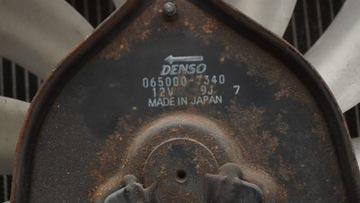 DENSO
065000-7340
12V 9J 7
MADE IN JAPAN